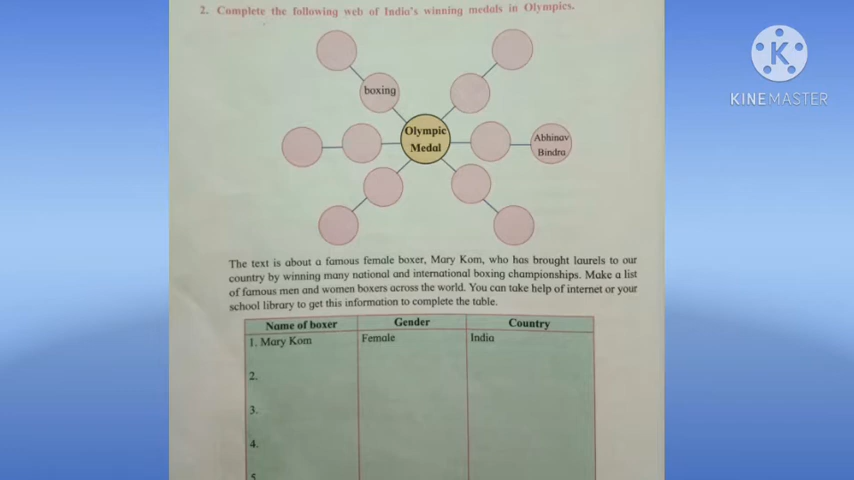 2. Complete the following web of India's winning medals in Olympics.
K
KINEMASTER
boxing
Olympic
Medal
Abhinav
Bindra
The text is about a famous female boxer, Mary Kom, who has brought laurels to our
country by winning many national and international boxing championships. Make a list
of famous men and women boxers across the world. You can take help of internet or your
school library to get this information to complete the table.
Name of boxer Gender Country
1. Mary Kom Female India
2.
3.
4.
5.